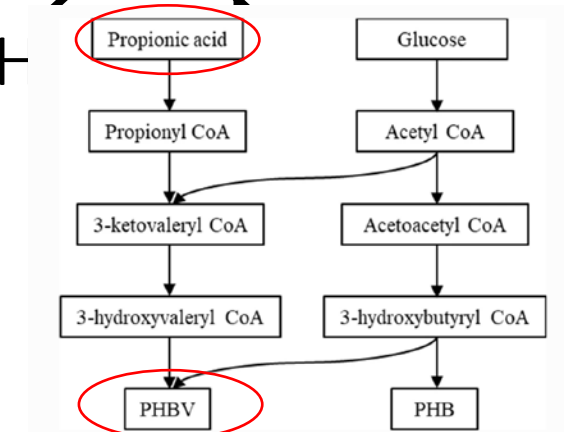 Propionic acid
Glucose
Propionyl CoA
Acetyl CoA
3-ketovaleryl CoA
Acetoacetyl CoA
3-hydroxyvaleryl CoA
3-hydroxybutyryl CoA
PHBV
PHB